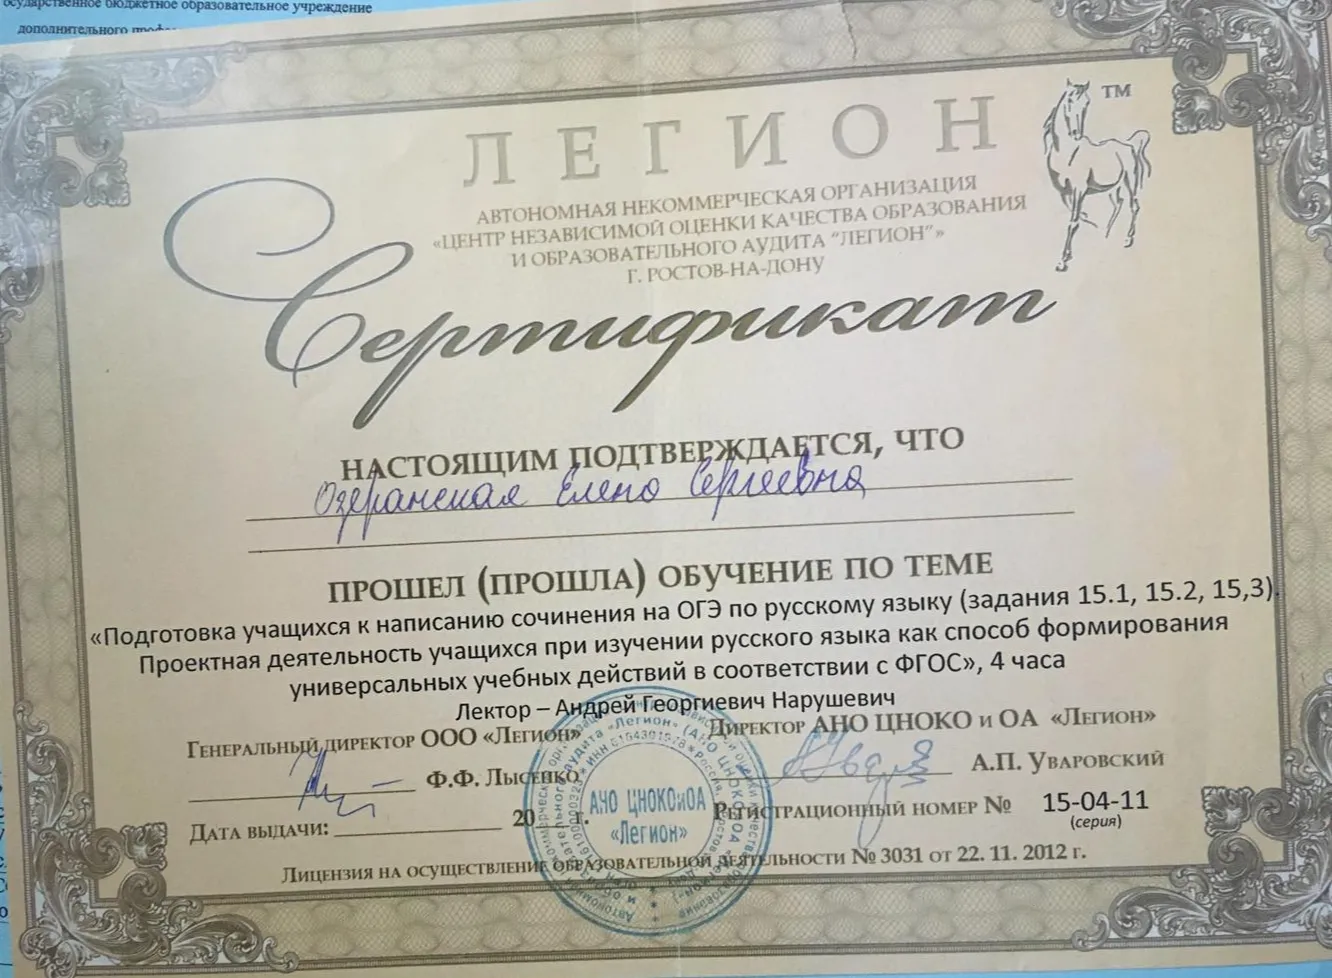 осударственное бюджетное образовательное учреждение
дополнительного
ЛЕГИОН
ТМ
АВТОНОМНАЯ НЕКОММЕРЧЕСКАЯ ОРГАНИЗАЦИЯ
«ЦЕНТР НЕЗАВИСИМОЙ ОЦЕНКИ КАЧЕСТВА ОБРАЗОВАНИЯ
И ОБРАЗОВАТЕЛЬНОГО АУДИТА "ЛЕГИОН"»
Г. РОСТОВ-НА-ДОНУ
Сертификат
НАСТОЯЩИМ ПОДТВЕРЖДАЕТСЯ, ЧТО
Озеранская Елена Сергеевна
ПРОШЕЛ (ПРОШЛА) ОБУЧЕНИЕ ПО ТЕМЕ
«Подготовка учащихся к написанию сочинения на ОГЭ по русскому языку (задания 15.1, 15.2, 15,3).
Проектная деятельность учащихся при изучении русского языка как способ формирования
универсальных учебных действий в соответствии с ФГОС», 4 часа
Лектор – Андрей Георгиевич Нарушевич
ГЕНЕРАЛЬНЫЙ ДИРЕКТОР ООО «ЛЕГИОН»
Ф.Ф. ЛЫСЕНКО
ДАТА ВЫДАЧИ: 20 г.
ДИРЕКТОР АНО ЦНОКО И ОА «ЛЕГИОН»
А.П. УВАРОВСКИЙ
РЕГИСТРАЦИОННЫЙ НОМЕР № 15-04-11
(серия)
АНО ЦНОКОиОА
«Легион»
ЛИЦЕНЗИЯ НА ОСУЩЕСТВЛЕНИЕ ОБРАЗОВАТЕЛЬНОЙ ДЕЯТЕЛЬНОСТИ № 3031 ОТ 22. 11. 2012 Г.